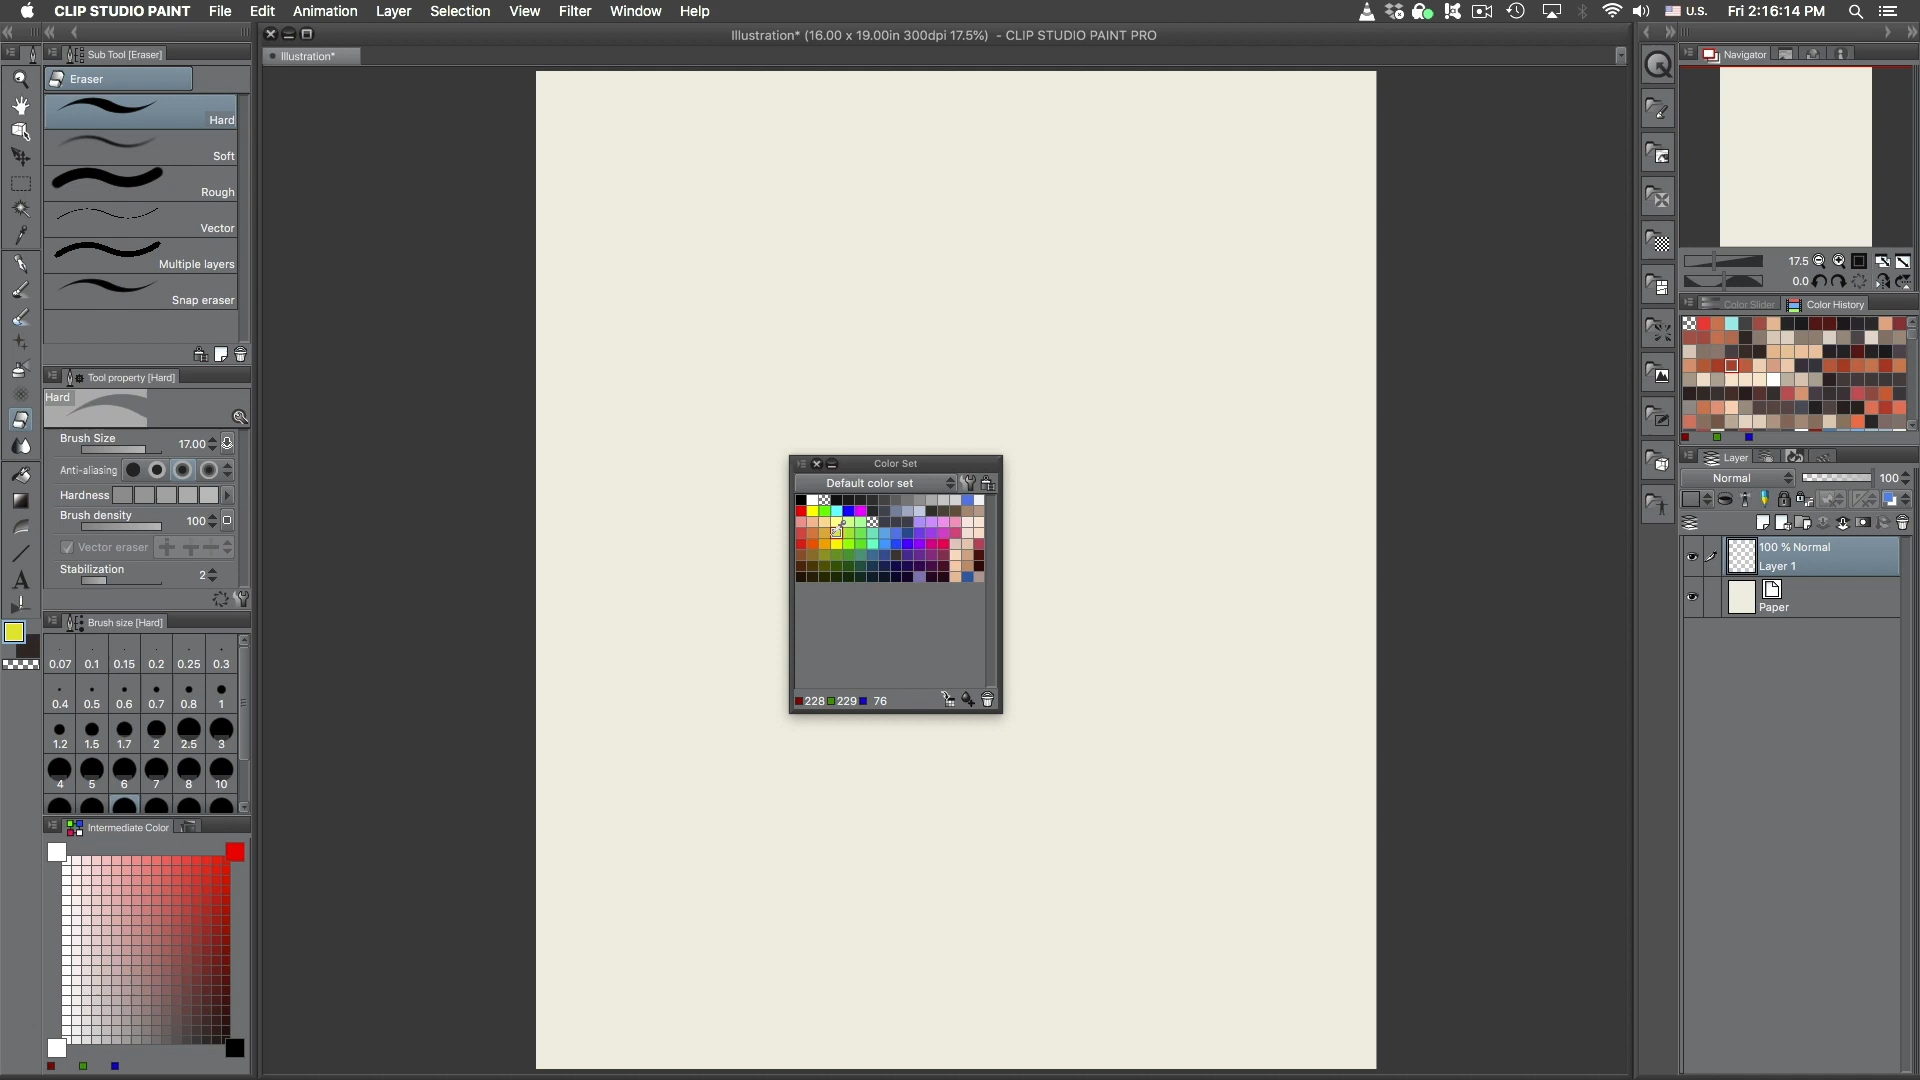 CLIP STUDIO PAINT File Edit Animation Layer Selection View Filter Window Help U.S. Fri 2:16:14 PM
Illustration* (16.00 x 19.00in 300dpi 17.5%) - CLIP STUDIO PAINT PRO
Sub Tool [Eraser]
Illustration*
Navigator
Eraser
Hard
Soft
Rough
Vector
Multiple layers
Snap eraser
17.5
0.0
Color Slider Color History
Tool property [Hard]
Hard
Brush Size 17.00
Anti-aliasing
Hardness
Brush density 100
Vector eraser
Stabilization 2
Layer
Normal 100
100 % Normal
Layer 1
Paper
Color Set
Default color set
228 229 76
Brush size [Hard]
0.07 0.1 0.15 0.2 0.25 0.3
0.4 0.5 0.6 0.7 0.8 1
1.2 1.5 1.7 2 2.5 3
4 5 6 7 8 10
Intermediate Color